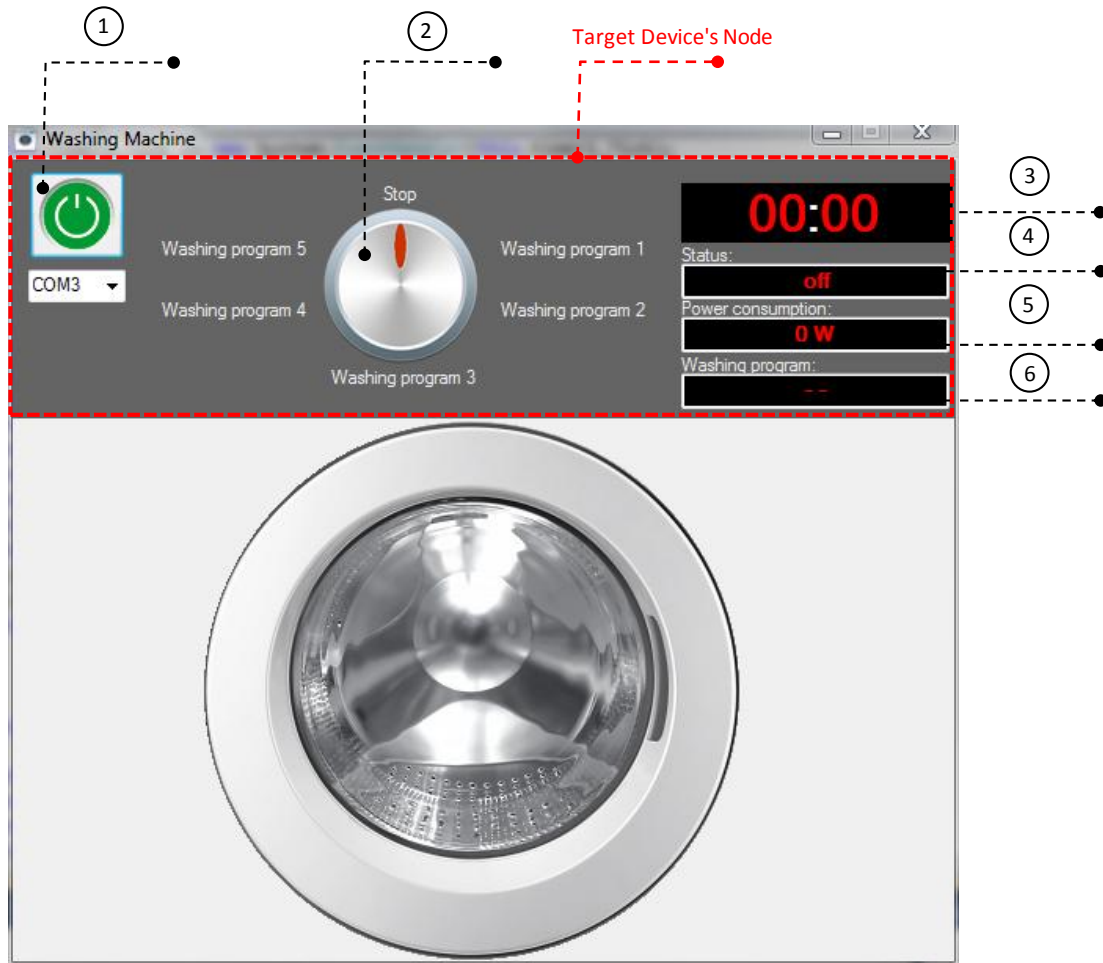 1
2
Target Device's Node
Washing Machine
3
Stop
00:00
4
Washing program 5
Washing program 1
Status:
COM3
off
5
Washing program 4
Washing program 2
Power consumption:
0 W
Washing program:
6
Washing program 3
--